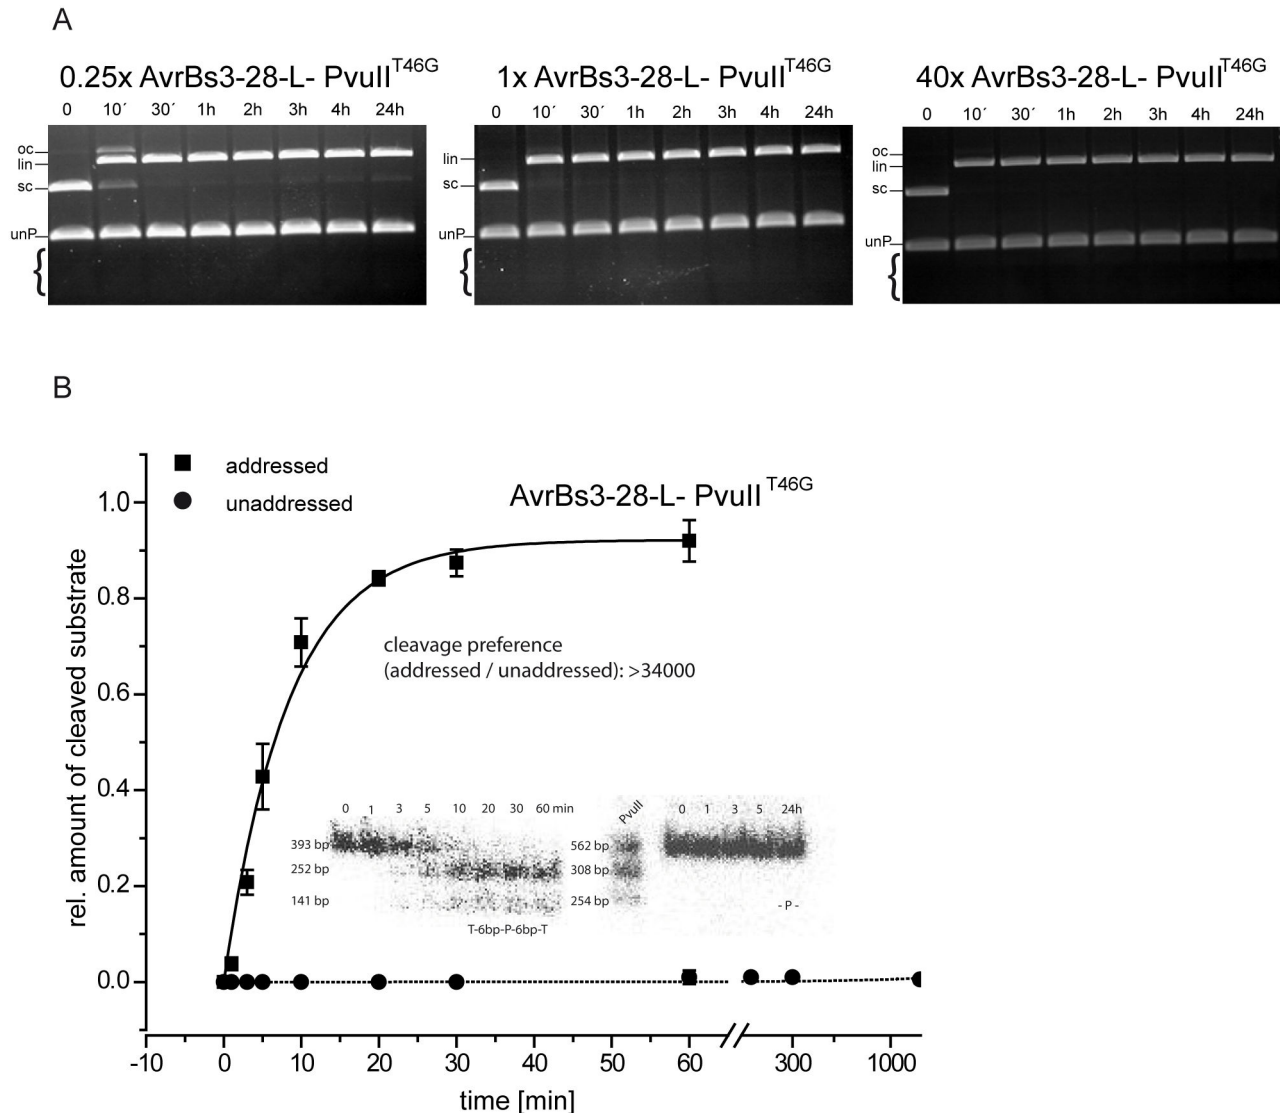 A
0.25x AvrBs3-28-L- PvuII T46G
0 10´ 30´ 1h 2h 3h 4h 24h
oc
lin
sc
unP
{
1x AvrBs3-28-L- PvuII T46G
0 10´ 30´ 1h 2h 3h 4h 24h
lin
sc
unP
{
40x AvrBs3-28-L- PvuII T46G
0 10´ 30´ 1h 2h 3h 4h 24h
oc
lin
sc
unP
{
B
addressed
unaddressed
AvrBs3-28-L- PvuII T46G
cleavage preference
(addressed / unaddressed): >34000
rel. amount of cleaved substrate
1.0
0.8
0.6
0.4
0.2
0.0
0 1 3 5 10 20 30 60 min
393 bp
252 bp
141 bp
T-6bp-P-6bp-T
PvuII
0 1 3 5 24h
562 bp
308 bp
254 bp
- P -
-10 0 10 20 30 40 50 60 300 1000
time [min]